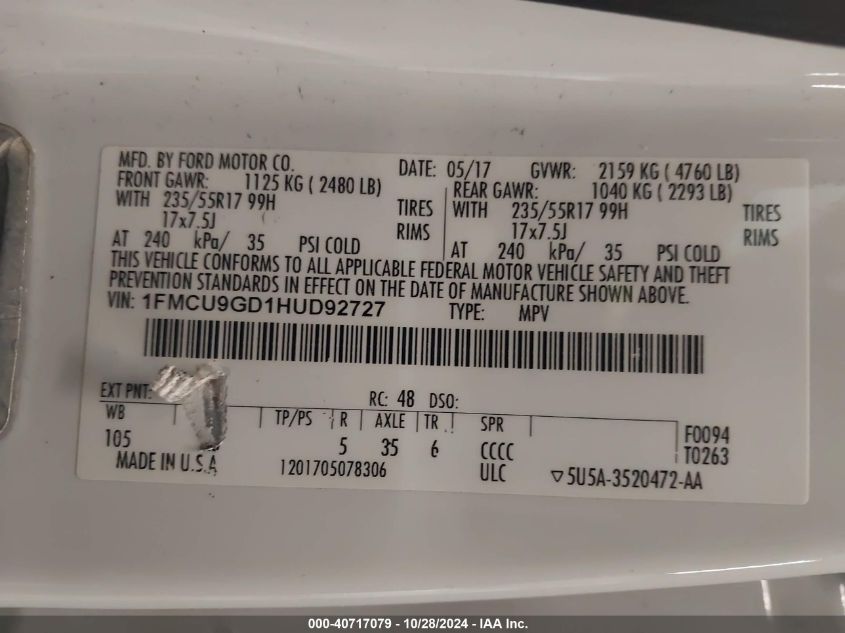 MFD. BY FORD MOTOR CO. DATE: 05/17 GVWR: 2159 KG ( 4760 LB)
FRONT GAWR: 1125 KG ( 2480 LB) REAR GAWR: 1040 KG ( 2293 LB)
WITH 235/55R17 99H TIRES WITH 235/55R17 99H TIRES
17x7.5J RIMS 17x7.5J RIMS
AT 240 kPa/ 35 PSI COLD AT 240 kPa/ 35 PSI COLD
THIS VEHICLE CONFORMS TO ALL APPLICABLE FEDERAL MOTOR VEHICLE SAFETY AND THEFT
PREVENTION STANDARDS IN EFFECT ON THE DATE OF MANUFACTURE SHOWN ABOVE.
VIN: 1FMCU9GD1HUD92727 TYPE: MPV
EXT PNT: RC: 48 DSO:
WB TP/PS R AXLE TR SPR F0094
105 5 35 6 CCCC T0263
MADE IN U.S.A 1201705078306 ULC ▽5U5A-3520472-AA
000-40717079 - 10/28/2024 - IAA Inc.